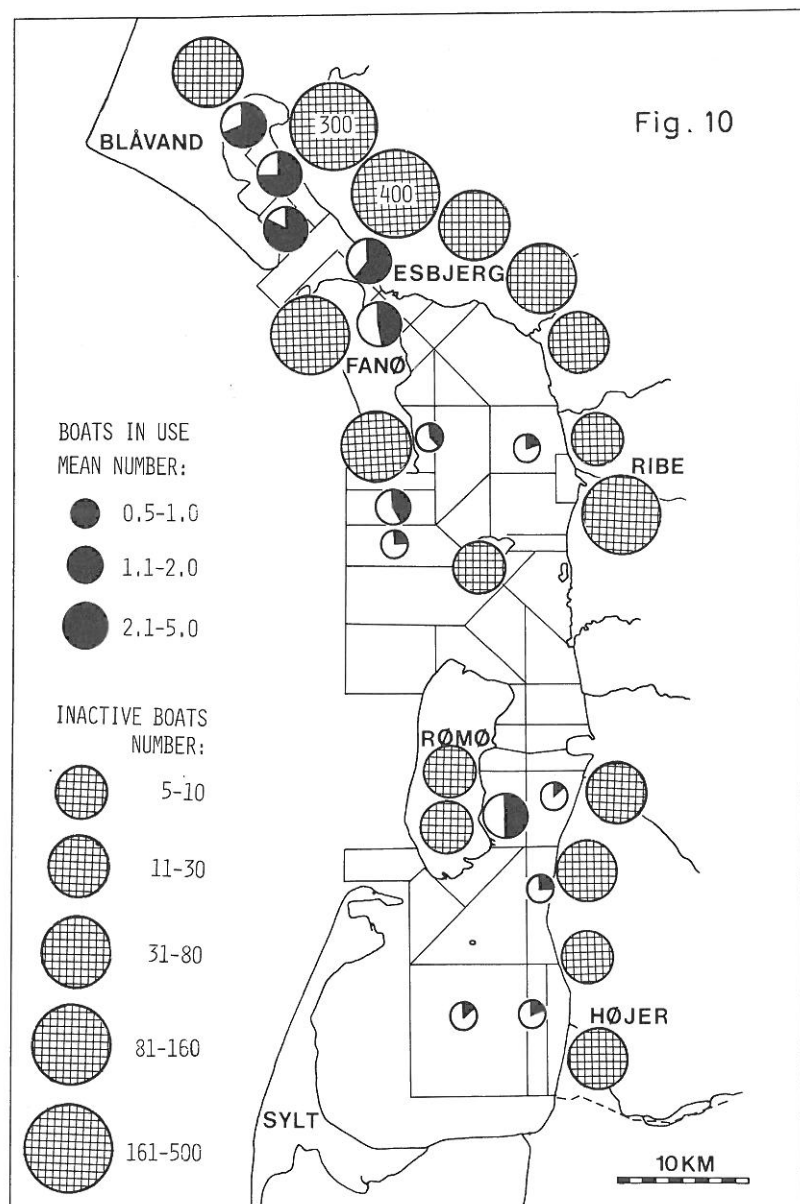 Fig. 10
BLÅVAND
300
400
ESBJERG
FANØ
RIBE
BOATS IN USE
MEAN NUMBER:
0.5-1.0
1.1-2.0
2.1-5.0
INACTIVE BOATS
NUMBER:
5-10
11-30
31-80
81-160
161-500
RØMØ
HØJER
SYLT
10KM